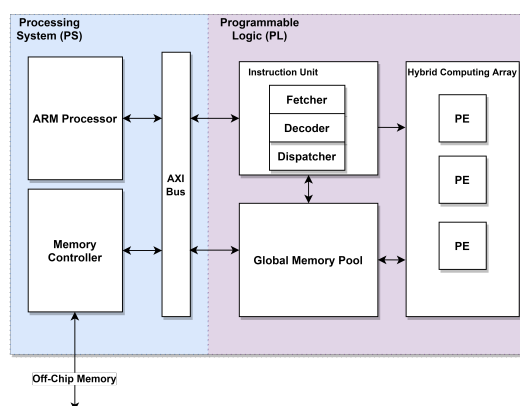 Processing
System (PS)
Programmable
Logic (PL)
ARM Processor
Memory
Controller
AXI
Bus
Instruction Unit
Fetcher
Decoder
Dispatcher
Global Memory Pool
Hybrid Computing Array
PE
PE
PE
Off-Chip Memory